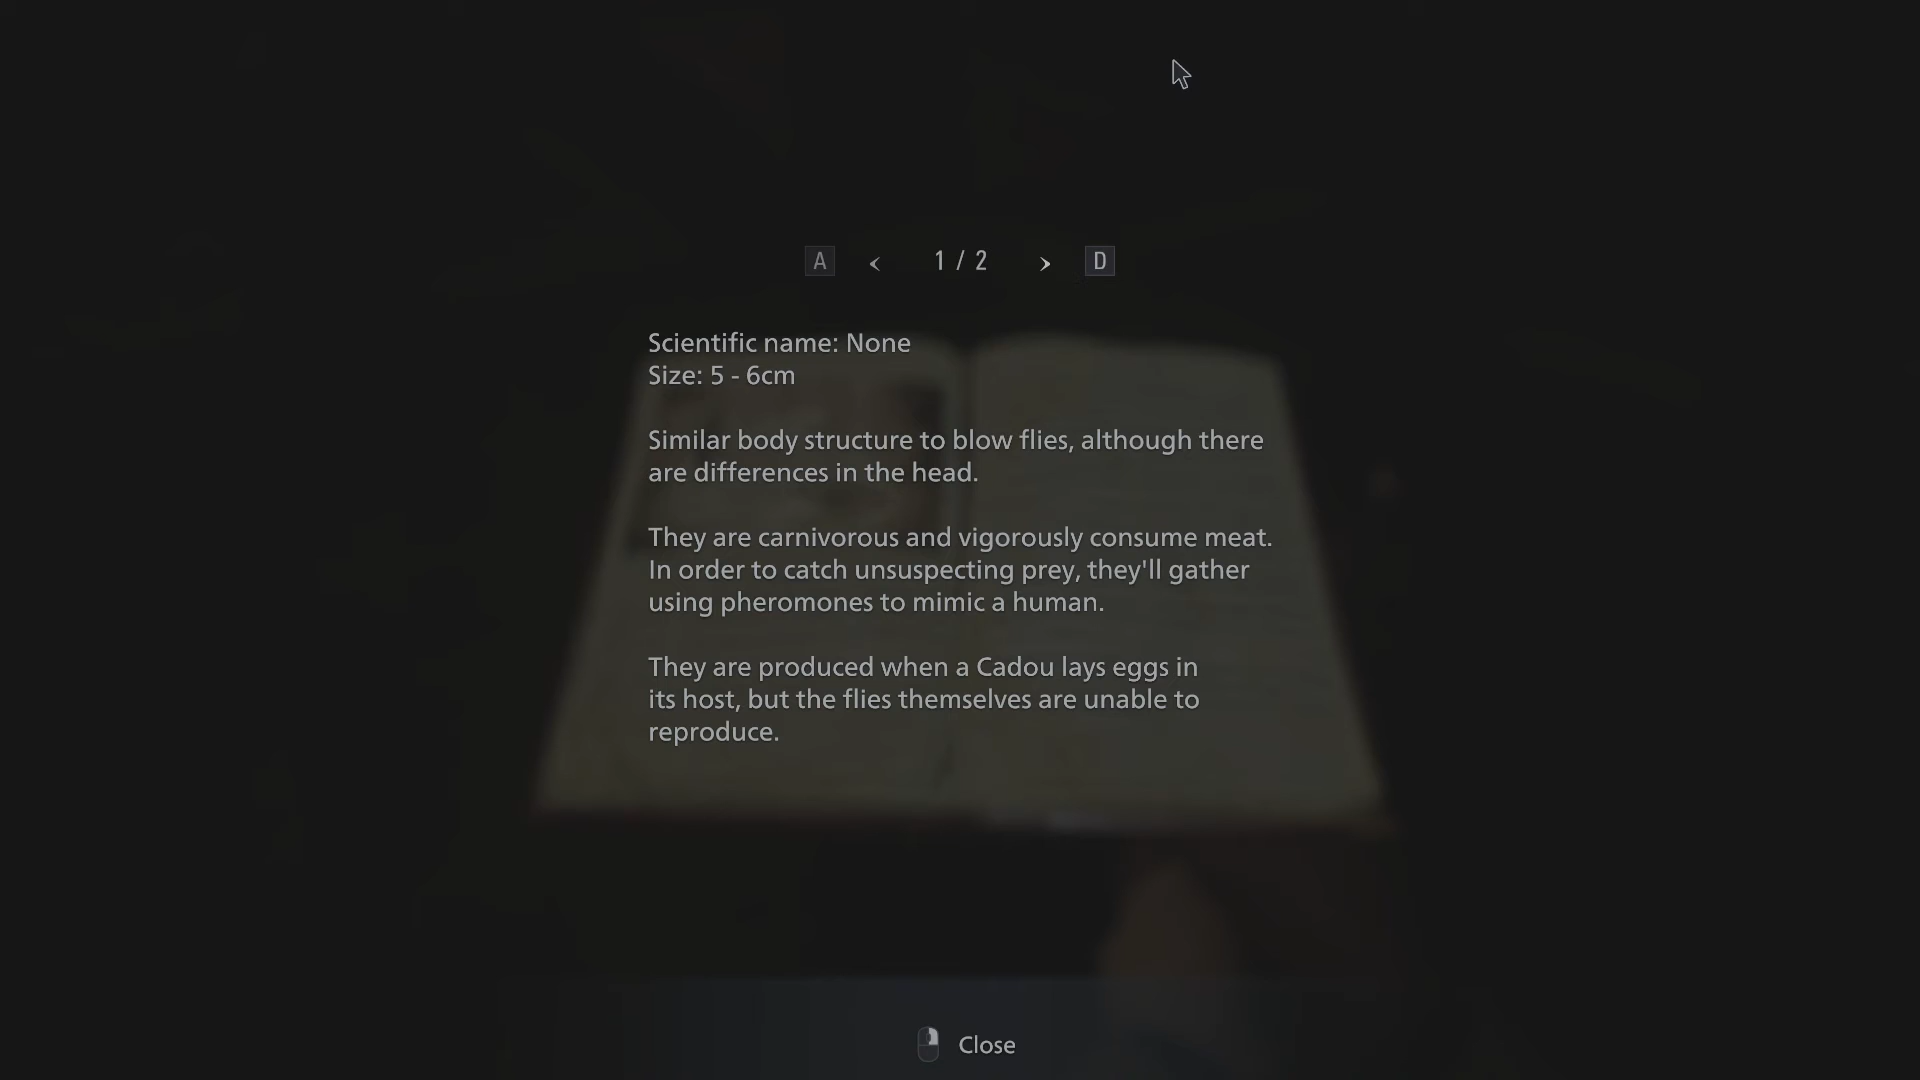 A < 1 / 2 > D
Scientific name: None
Size: 5 - 6cm
Similar body structure to blow flies, although there
are differences in the head.
They are carnivorous and vigorously consume meat.
In order to catch unsuspecting prey, they'll gather
using pheromones to mimic a human.
They are produced when a Cadou lays eggs in
its host, but the flies themselves are unable to
reproduce.
Close